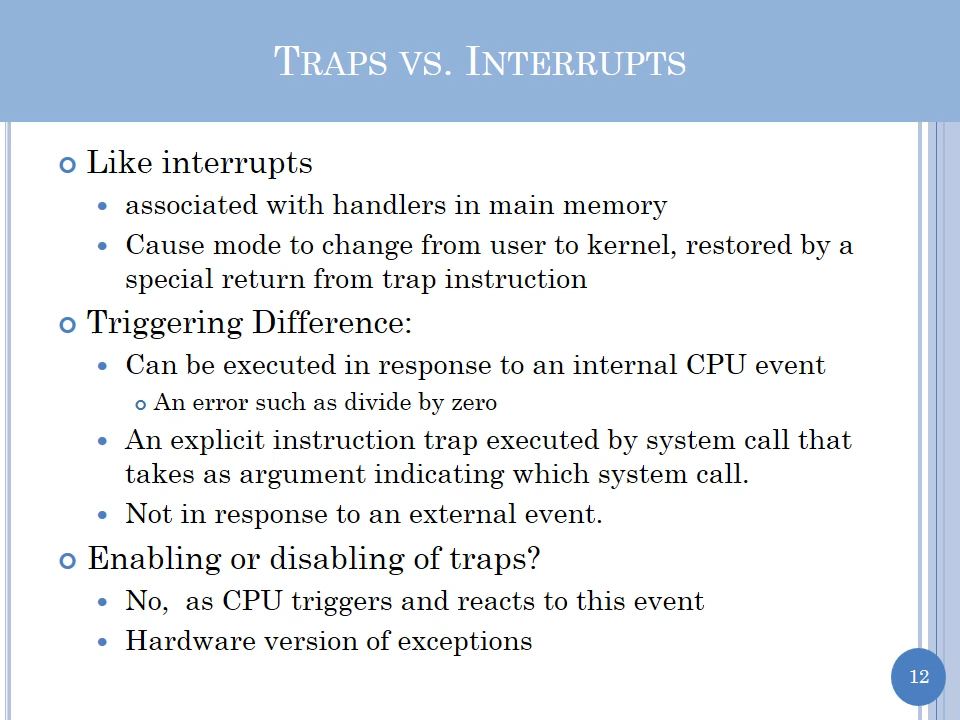 TRAPS VS. INTERRUPTS
Like interrupts
associated with handlers in main memory
Cause mode to change from user to kernel, restored by a
special return from trap instruction
Triggering Difference:
Can be executed in response to an internal CPU event
An error such as divide by zero
An explicit instruction trap executed by system call that
takes as argument indicating which system call.
Not in response to an external event.
Enabling or disabling of traps?
No,  as CPU triggers and reacts to this event
Hardware version of exceptions
12